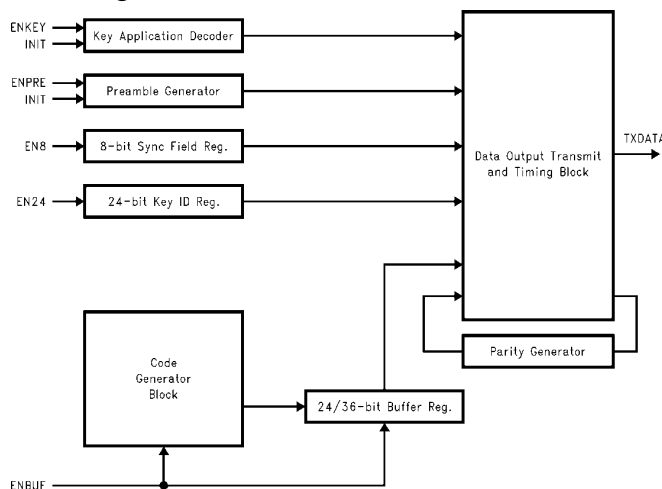 ENKEY
INIT
Key Application Decoder
ENPRE
INIT
Preamble Generator
EN8
8-bit Sync Field Reg.
EN24
24-bit Key ID Reg.
Data Output Transmit
and Timing Block
TXDATA
Parity Generator
Code
Generator
Block
24/36-bit Buffer Reg.
ENBUF